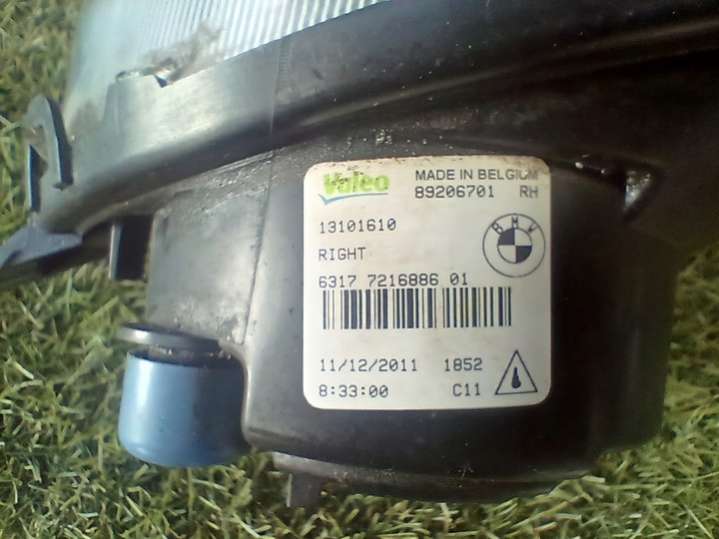 Valeo MADE IN BELGIUM
89206701 RH
13101610
BMW
RIGHT
6317 7216886 01
11/12/2011 1852
8:33:00 C11